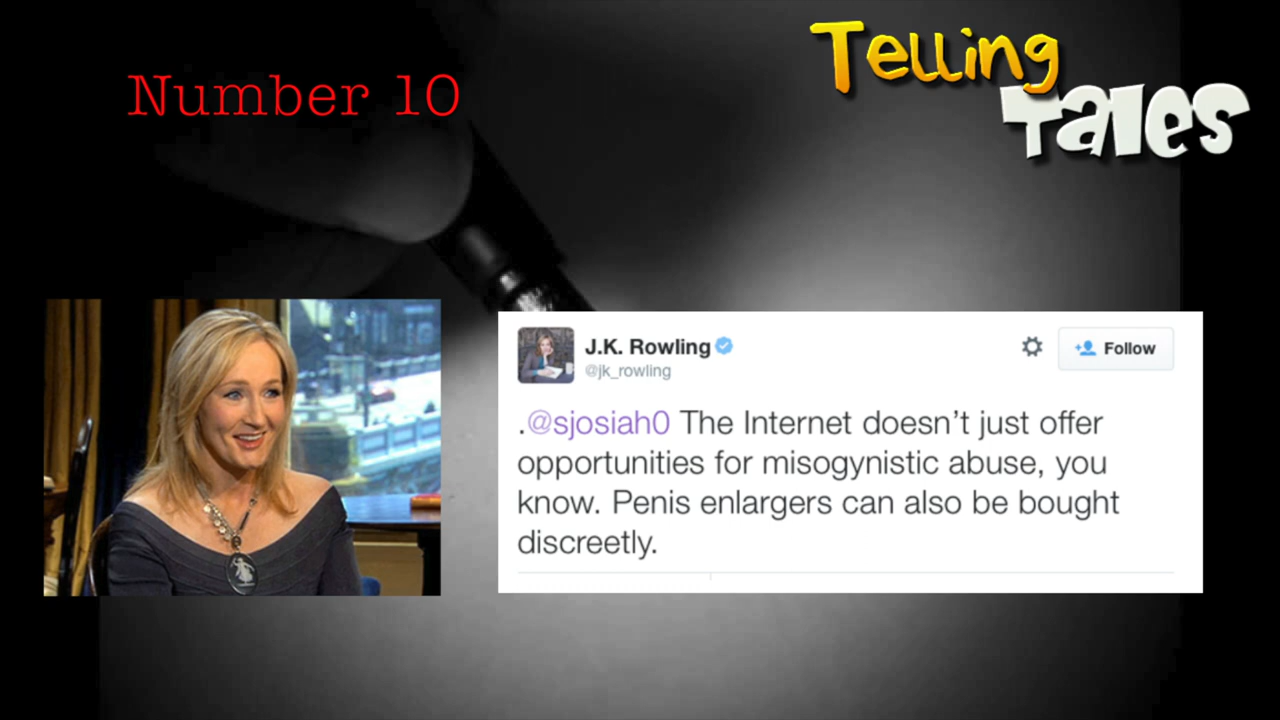 Number 10
Telling
Tales
J.K. Rowling
@jk_rowling
Follow
.@sjosiah0 The Internet doesn’t just offer
opportunities for misogynistic abuse, you
know. Penis enlargers can also be bought
discreetly.